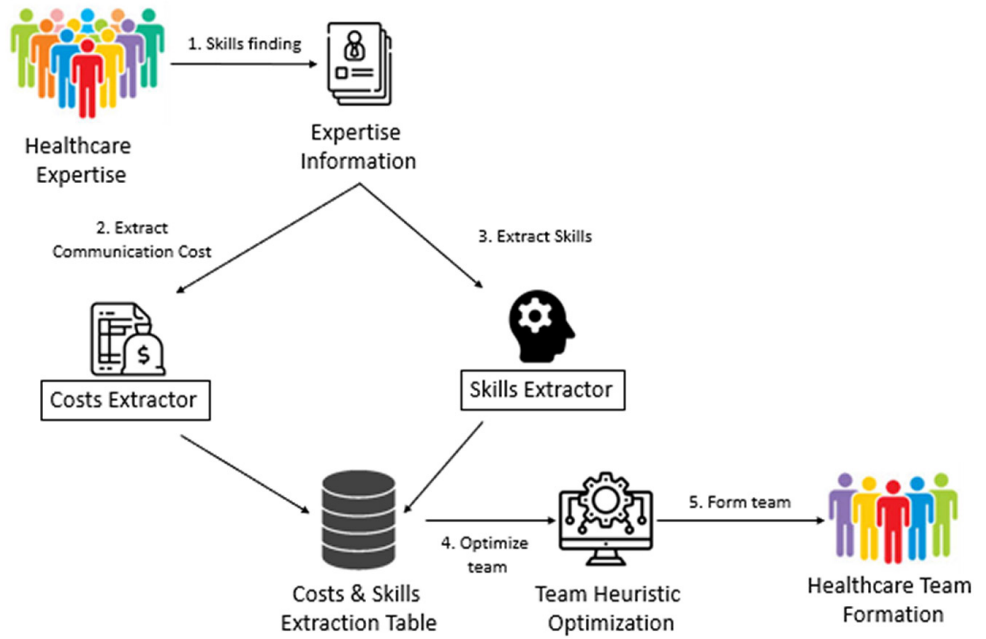 1. Skills finding
Healthcare
Expertise
Expertise
Information
2. Extract
Communication Cost
3. Extract Skills
$
Costs Extractor
Skills Extractor
4. Optimize
team
5. Form team
Costs & Skills
Extraction Table
Team Heuristic
Optimization
Healthcare Team
Formation